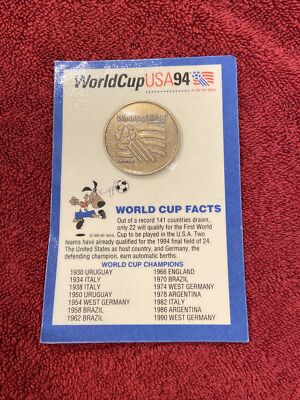 WorldCupUSA94
WorldCupUSA94
WORLD CUP FACTS
Out of a record 141 countries drawn,
only 22 will qualify for the First World
Cup to be played in the U.S.A. Two
teams have already qualified for the 1994 final field of 24.
The United States as host country, and Germany, the
defending champion, earn automatic berths.
WORLD CUP CHAMPIONS
1930 URUGUAY
1934 ITALY
1938 ITALY
1950 URUGUAY
1954 WEST GERMANY
1958 BRAZIL
1962 BRAZIL
1966 ENGLAND
1970 BRAZIL
1974 WEST GERMANY
1978 ARGENTINA
1982 ITALY
1986 ARGENTINA
1990 WEST GERMANY